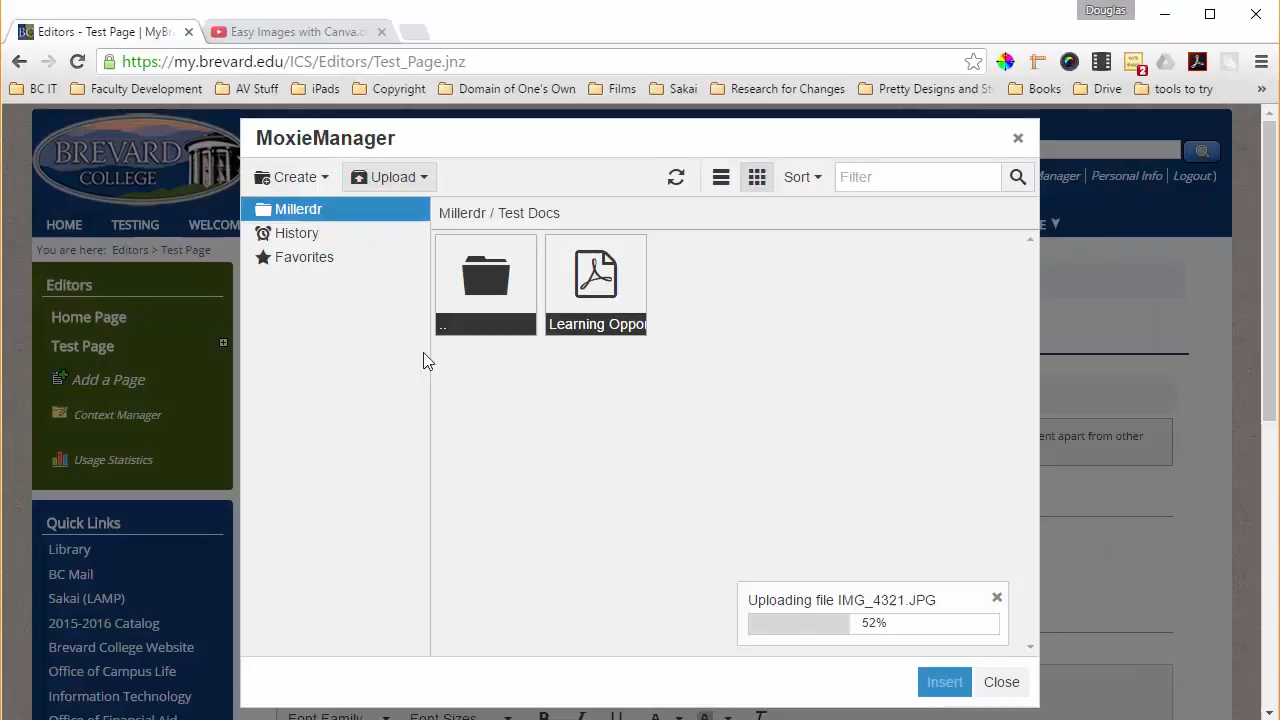 Douglas
Editors - Test Page | MyBr
Easy Images with Canva.c
https://my.brevard.edu/ICS/Editors/Test_Page.jnz
2
BC IT
Faculty Development
AV Stuff
iPads
Copyright
Domain of One's Own
Films
Sakai
Research for Changes
Pretty Designs and St
Books
Drive
tools to try
»
BREVARD
COLLEGE
MoxieManager
Manager
Personal Info
Logout )
Create
Upload
Sort
Filter
HOME
TESTING
WELCOM
E
Millerdr
History
Favorites
Millerdr / Test Docs
You are here: Editors > Test Page
Editors
Home Page
Test Page
Add a Page
Context Manager
Usage Statistics
..
Learning Oppor
ent apart from other
Quick Links
Library
BC Mail
Sakai (LAMP)
2015-2016 Catalog
Brevard College Website
Office of Campus Life
Information Technology
Office of Financial Aid
Uploading file IMG_4321.JPG
52%
Insert
Close
Font Family
Font Sizes
B I U A A T